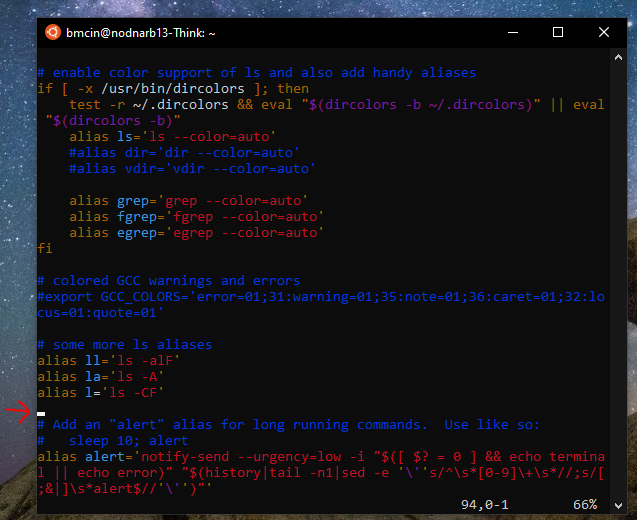 bmcin@nodnarb13-Think: ~
# enable color support of ls and also add handy aliases
if [ -x /usr/bin/dircolors ]; then
    test -r ~/.dircolors && eval "$(dircolors -b ~/.dircolors)" || eval
 "$(dircolors -b)"
    alias ls='ls --color=auto'
    #alias dir='dir --color=auto'
    #alias vdir='vdir --color=auto'

    alias grep='grep --color=auto'
    alias fgrep='fgrep --color=auto'
    alias egrep='egrep --color=auto'
fi

# colored GCC warnings and errors
#export GCC_COLORS='error=01;31:warning=01;35:note=01;36:caret=01;32:lo
cus=01:quote=01'

# some more ls aliases
alias ll='ls -alF'
alias la='ls -A'
alias l='ls -CF'

# Add an "alert" alias for long running commands.  Use like so:
#   sleep 10; alert
alias alert='notify-send --urgency=low -i "$([ $? = 0 ] && echo termina
l || echo error)" "$(history|tail -n1|sed -e '\''s/^\s*[0-9]\+\s*//;s/[
;&|]\s*alert$//'\'')"'
94,0-1 66%